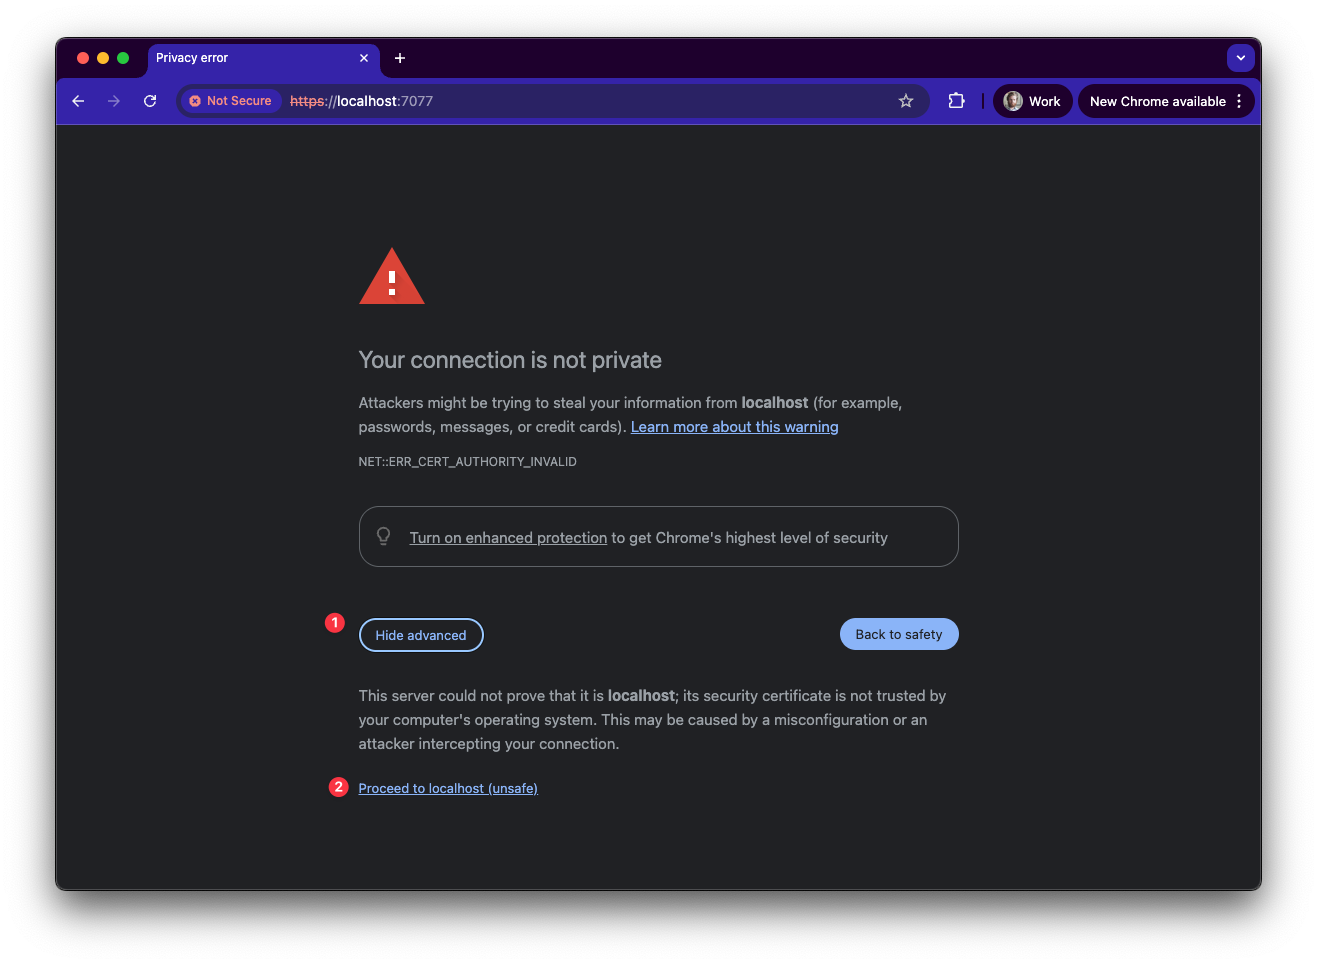 Privacy error
Not Secure https://localhost:7077
Work
New Chrome available
Your connection is not private
Attackers might be trying to steal your information from localhost (for example,
passwords, messages, or credit cards). Learn more about this warning
NET::ERR_CERT_AUTHORITY_INVALID
Turn on enhanced protection to get Chrome's highest level of security
1
Hide advanced
Back to safety
This server could not prove that it is localhost; its security certificate is not trusted by
your computer's operating system. This may be caused by a misconfiguration or an
attacker intercepting your connection.
2
Proceed to localhost (unsafe)